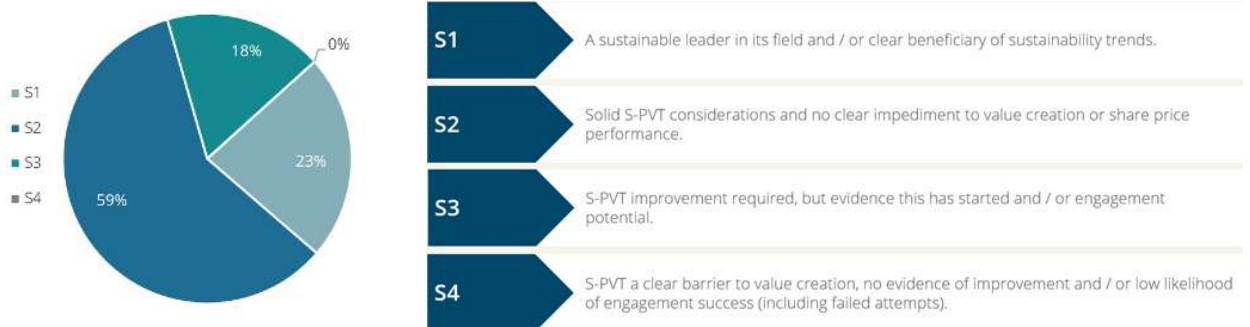 18%
0%
S1
S2
S3
S4
23%
59%
S1
A sustainable leader in its field and / or clear beneficiary of sustainability trends.
S2
Solid S-PVT considerations and no clear impediment to value creation or share price
performance.
S3
S-PVT improvement required, but evidence this has started and / or engagement
potential.
S4
S-PVT a clear barrier to value creation, no evidence of improvement and / or low likelihood
of engagement success (including failed attempts).